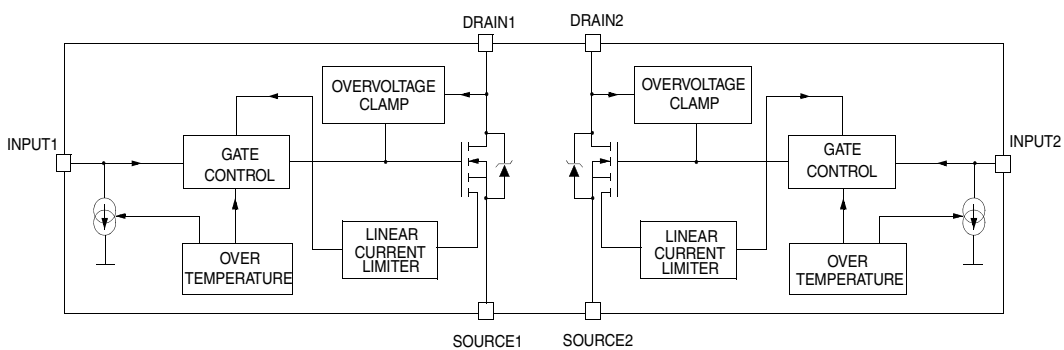 DRAIN1
DRAIN2
OVERVOLTAGE
CLAMP
OVERVOLTAGE
CLAMP
INPUT1
GATE
CONTROL
GATE
CONTROL
INPUT2
LINEAR
CURRENT
LIMITER
LINEAR
CURRENT
LIMITER
OVER
TEMPERATURE
OVER
TEMPERATURE
SOURCE1
SOURCE2